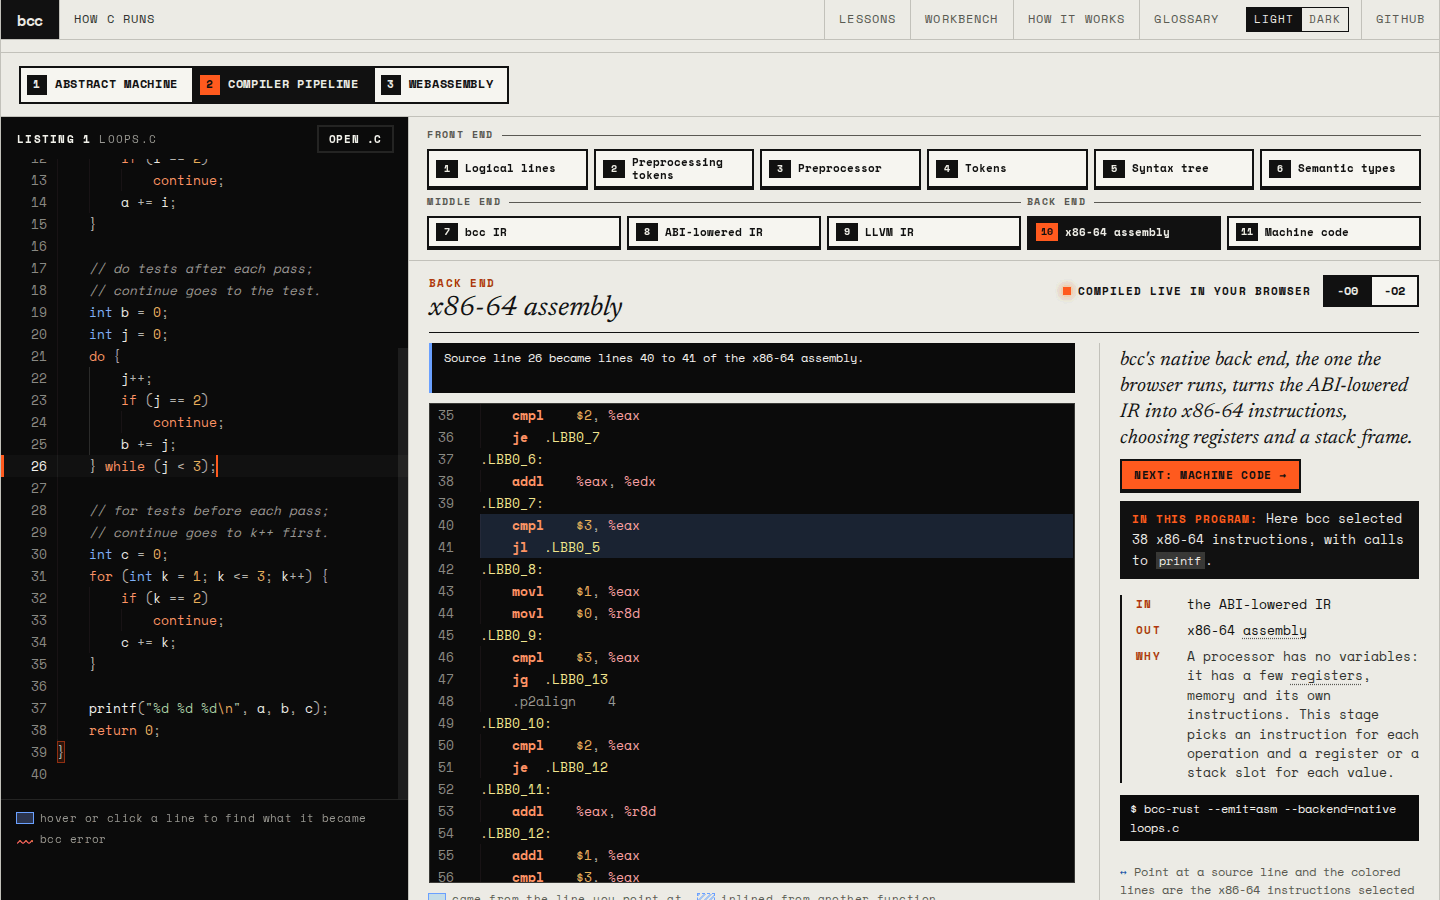 bcc HOW C RUNS LESSONS WORKBENCH HOW IT WORKS GLOSSARY LIGHT DARK GITHUB
1 ABSTRACT MACHINE 2 COMPILER PIPELINE 3 WEBASSEMBLY
LISTING 1 LOOPS.C OPEN .C
12 if (i == 2)
13 continue;
14 a += i;
15 }
16
17 // do tests after each pass;
18 // continue goes to the test.
19 int b = 0;
20 int j = 0;
21 do {
22 j++;
23 if (j == 2)
24 continue;
25 b += j;
26 } while (j < 3);
27
28 // for tests before each pass;
29 // continue goes to k++ first.
30 int c = 0;
31 for (int k = 1; k <= 3; k++) {
32 if (k == 2)
33 continue;
34 c += k;
35 }
36
37 printf("%d %d %d\n", a, b, c);
38 return 0;
39 }
40
hover or click a line to find what it became
bcc error
FRONT END
1 Logical lines
2 Preprocessing tokens
3 Preprocessor
4 Tokens
5 Syntax tree
6 Semantic types
MIDDLE END
7 bcc IR
8 ABI-lowered IR
9 LLVM IR
BACK END
10 x86-64 assembly
11 Machine code
BACK END
x86-64 assembly
COMPILED LIVE IN YOUR BROWSER -O0 -O2
Source line 26 became lines 40 to 41 of the x86-64 assembly.
35 cmpl $2, %eax
36 je .LBB0_7
37 .LBB0_6:
38 addl %eax, %edx
39 .LBB0_7:
40 cmpl $3, %eax
41 jl .LBB0_5
42 .LBB0_8:
43 movl $1, %eax
44 movl $0, %r8d
45 .LBB0_9:
46 cmpl $3, %eax
47 jg .LBB0_13
48 .p2align 4
49 .LBB0_10:
50 cmpl $2, %eax
51 je .LBB0_12
52 .LBB0_11:
53 addl %eax, %r8d
54 .LBB0_12:
55 addl $1, %eax
56 cmpl $3, %eax
came from the line you point at inlined from another function
bcc's native back end, the one the
browser runs, turns the ABI-lowered
IR into x86-64 instructions,
choosing registers and a stack frame.
NEXT: MACHINE CODE →
IN THIS PROGRAM: Here bcc selected
38 x86-64 instructions, with calls
to printf.
IN the ABI-lowered IR
OUT x86-64 assembly
WHY A processor has no variables:
it has a few registers,
memory and its own
instructions. This stage
picks an instruction for each
operation and a register or a
stack slot for each value.
$ bcc-rust --emit=asm --backend=native
loops.c
↔ Point at a source line and the colored
lines are the x86-64 instructions selected